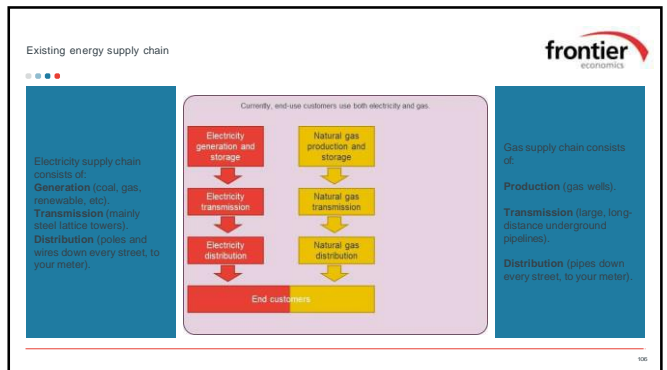 Existing energy supply chain
frontier
economics
Electricity supply chain
consists of:
Generation (coal, gas,
renewable, etc).
Transmission (mainly
steel lattice towers).
Distribution (poles and
wires down every street, to
your meter).
Currently, end-use customers use both electricity and gas.
Electricity
generation and
storage
Natural gas
production and
storage
Electricity
transmission
Natural gas
transmission
Electricity
distribution
Natural gas
distribution
End customers
Gas supply chain consists
of:
Production (gas wells).
Transmission (large, long-
distance underground
pipelines).
Distribution (pipes down
every street, to your meter).
106